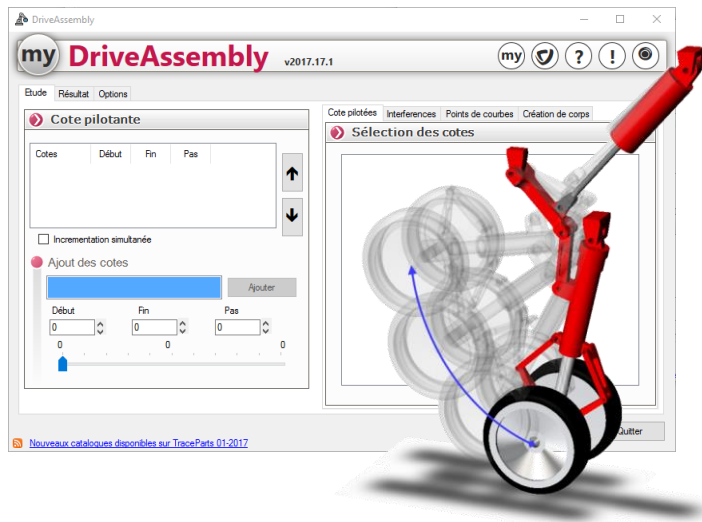 DriveAssembly
my DriveAssembly v2017.17.1
my ? !
Etude Résultat Options
Cote pilotante
Cotes Début Fin Pas
Incrementation simultanée
Ajout des cotes
Ajouter
Début Fin Pas
0 0 0
0 0 0
Cote pilotées Interferences Points de courbes Création de corps
Sélection des cotes
Quitter
Nouveaux catalogues disponibles sur TraceParts 01-2017